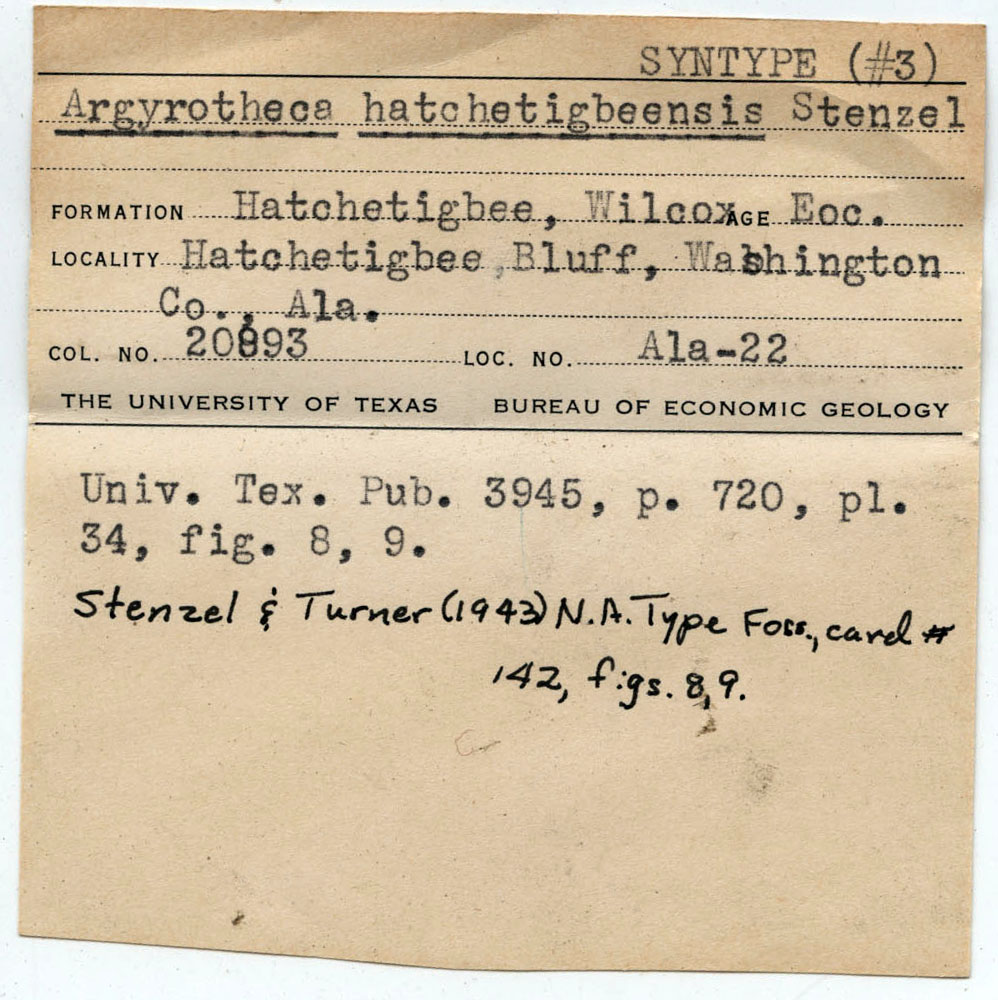 SYNTYPE (#3)
Argyrotheca hatchetigbeensis Stenzel
FORMATION Hatchetigbee, Wilcox AGE Eoc.
LOCALITY Hatchetigbee, Bluff, Washington
Co., Ala.
COL. NO. 20893 LOC. NO. Ala-22
THE UNIVERSITY OF TEXAS BUREAU OF ECONOMIC GEOLOGY
Univ. Tex. Pub. 3945, p. 720, pl.
34, fig. 8, 9.
Stenzel & Turner (1943) N.A. Type Foss., card #
142, figs. 8, 9.